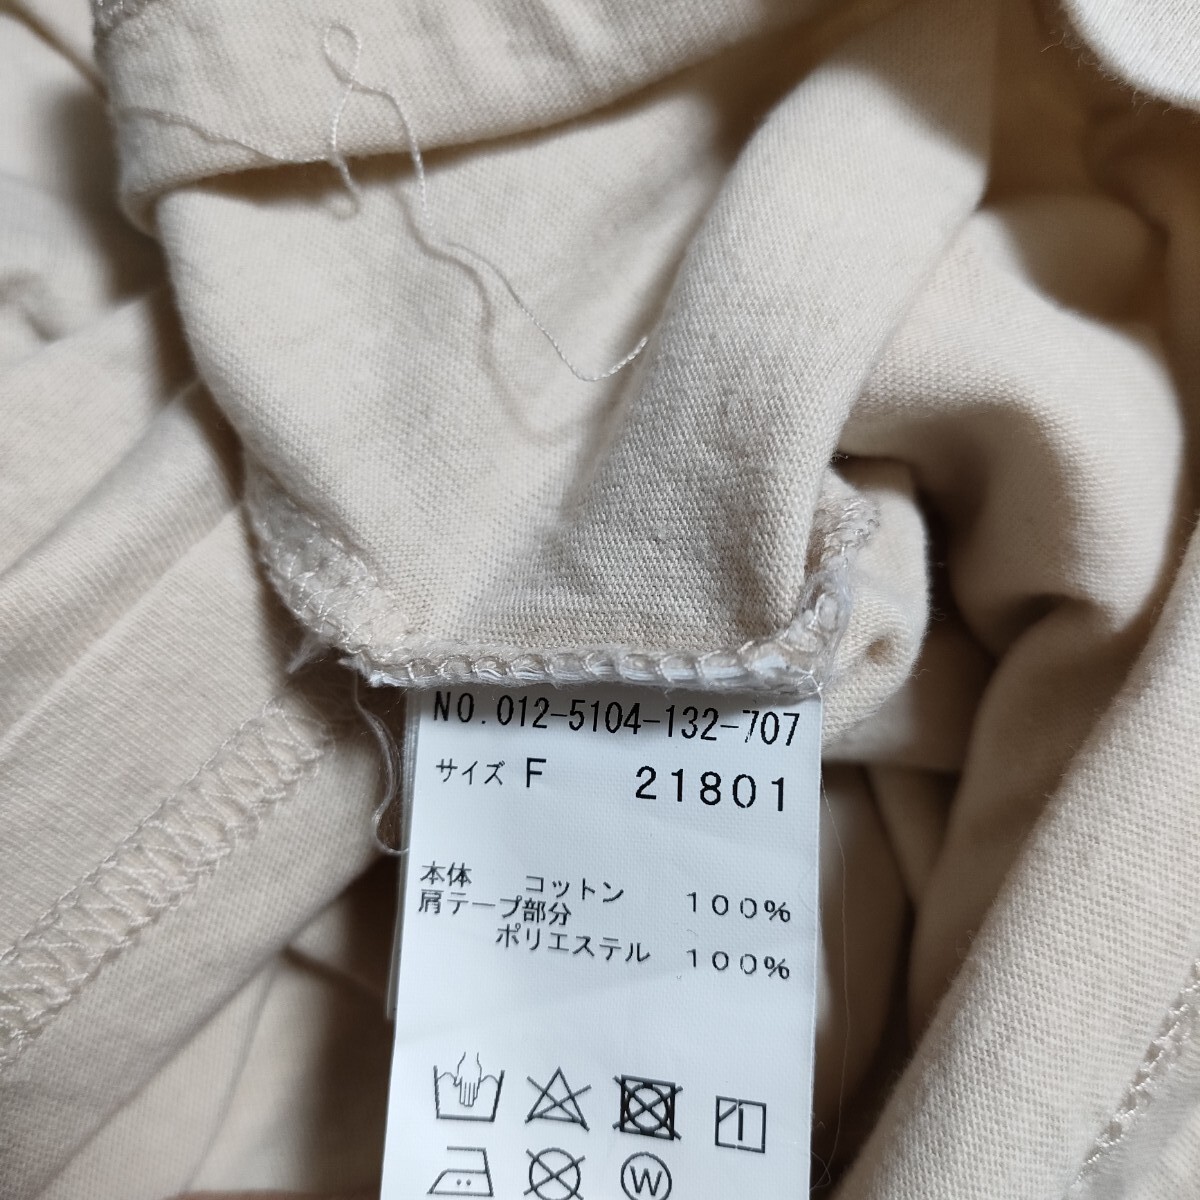 NO.012-5104-132-707
サイズ F 21801
本体 コットン 100%
肩テープ部分
ポリエステル 100%
W